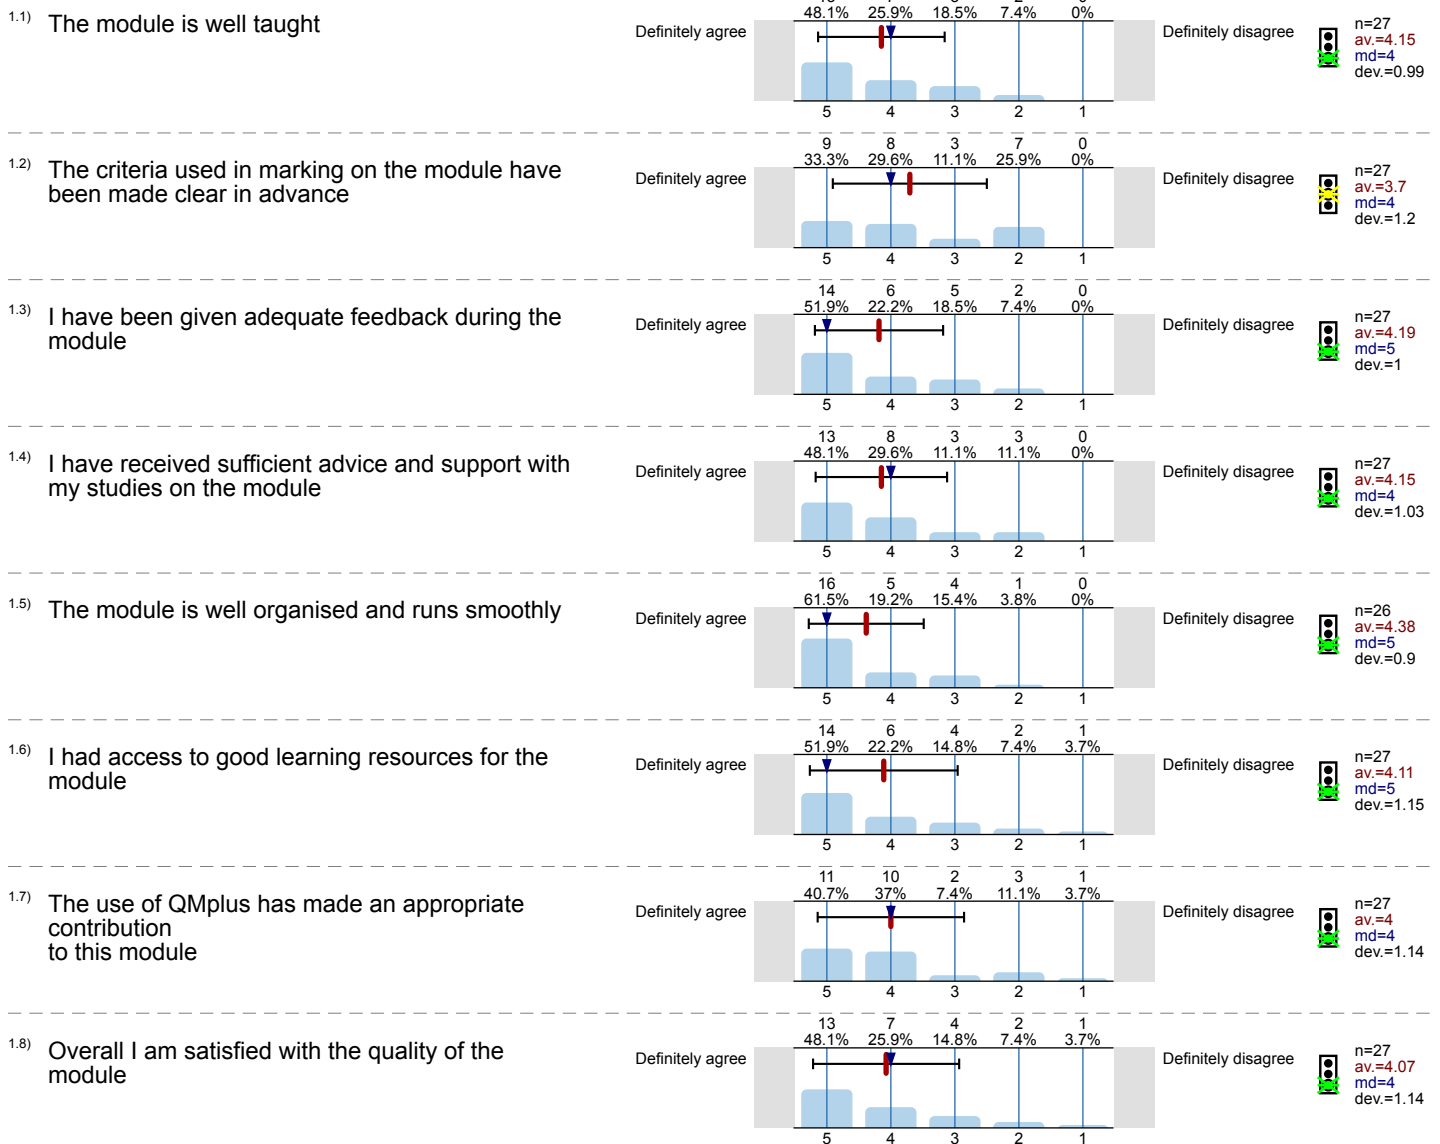 1.1) The module is well taught
Definitely agree
48.1% 25.9% 18.5% 7.4% 0%
5 4 3 2 1
Definitely disagree
n=27
av.=4.15
md=4
dev.=0.99
1.2) The criteria used in marking on the module have
been made clear in advance
Definitely agree
9 8 3 7 0
33.3% 29.6% 11.1% 25.9% 0%
5 4 3 2 1
Definitely disagree
n=27
av.=3.7
md=4
dev.=1.2
1.3) I have been given adequate feedback during the
module
Definitely agree
14 6 5 2 0
51.9% 22.2% 18.5% 7.4% 0%
5 4 3 2 1
Definitely disagree
n=27
av.=4.19
md=5
dev.=1
1.4) I have received sufficient advice and support with
my studies on the module
Definitely agree
13 8 3 3 0
48.1% 29.6% 11.1% 11.1% 0%
5 4 3 2 1
Definitely disagree
n=27
av.=4.15
md=4
dev.=1.03
1.5) The module is well organised and runs smoothly
Definitely agree
16 5 4 1 0
61.5% 19.2% 15.4% 3.8% 0%
5 4 3 2 1
Definitely disagree
n=26
av.=4.38
md=5
dev.=0.9
1.6) I had access to good learning resources for the
module
Definitely agree
14 6 4 2 1
51.9% 22.2% 14.8% 7.4% 3.7%
5 4 3 2 1
Definitely disagree
n=27
av.=4.11
md=5
dev.=1.15
1.7) The use of QMplus has made an appropriate
contribution
to this module
Definitely agree
11 10 2 3 1
40.7% 37% 7.4% 11.1% 3.7%
5 4 3 2 1
Definitely disagree
n=27
av.=4
md=4
dev.=1.14
1.8) Overall I am satisfied with the quality of the
module
Definitely agree
13 7 4 2 1
48.1% 25.9% 14.8% 7.4% 3.7%
5 4 3 2 1
Definitely disagree
n=27
av.=4.07
md=4
dev.=1.14